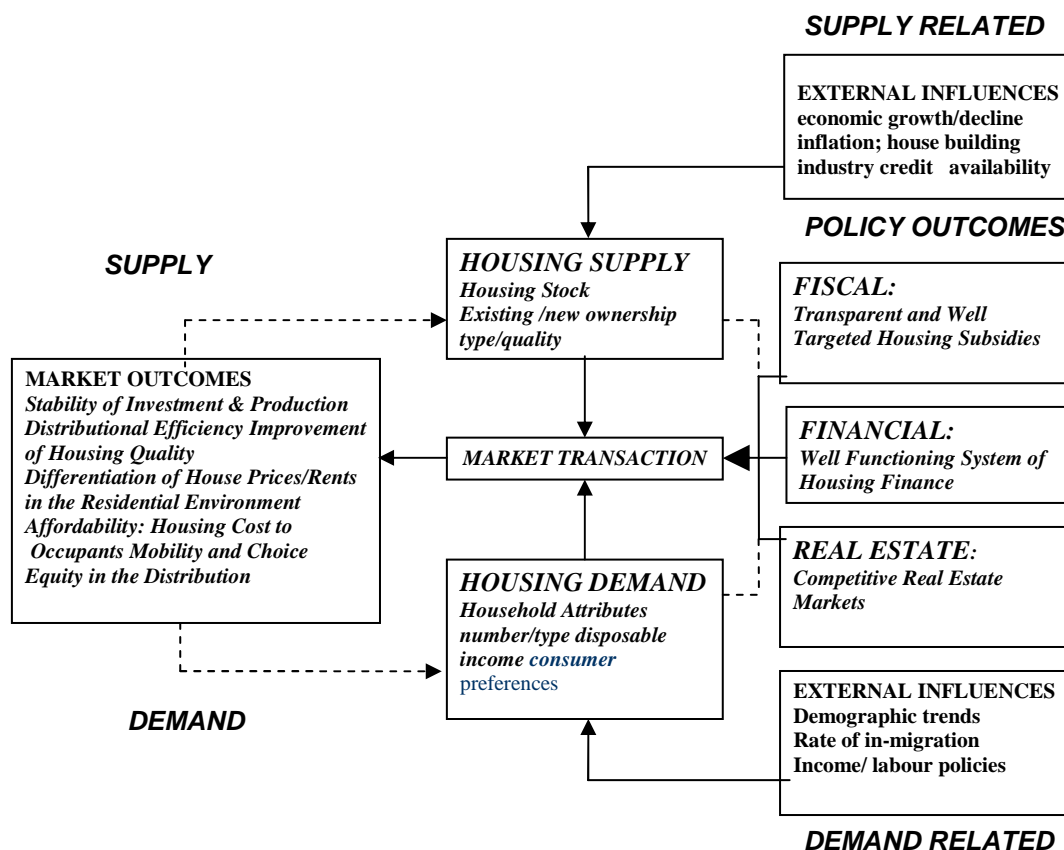 SUPPLY RELATED
EXTERNAL INFLUENCES
economic growth/decline
inflation; house building
industry credit availability
POLICY OUTCOMES
SUPPLY
HOUSING SUPPLY
Housing Stock
Existing /new ownership
type/quality
FISCAL:
Transparent and Well
Targeted Housing Subsidies
MARKET OUTCOMES
Stability of Investment & Production
Distributional Efficiency Improvement
of Housing Quality
Differentiation of House Prices/Rents
in the Residential Environment
Affordability: Housing Cost to
Occupants Mobility and Choice
Equity in the Distribution
MARKET TRANSACTION
FINANCIAL:
Well Functioning System of
Housing Finance
REAL ESTATE:
Competitive Real Estate
Markets
HOUSING DEMAND
Household Attributes
number/type disposable
income consumer
preferences
DEMAND
EXTERNAL INFLUENCES
Demographic trends
Rate of in-migration
Income/ labour policies
DEMAND RELATED